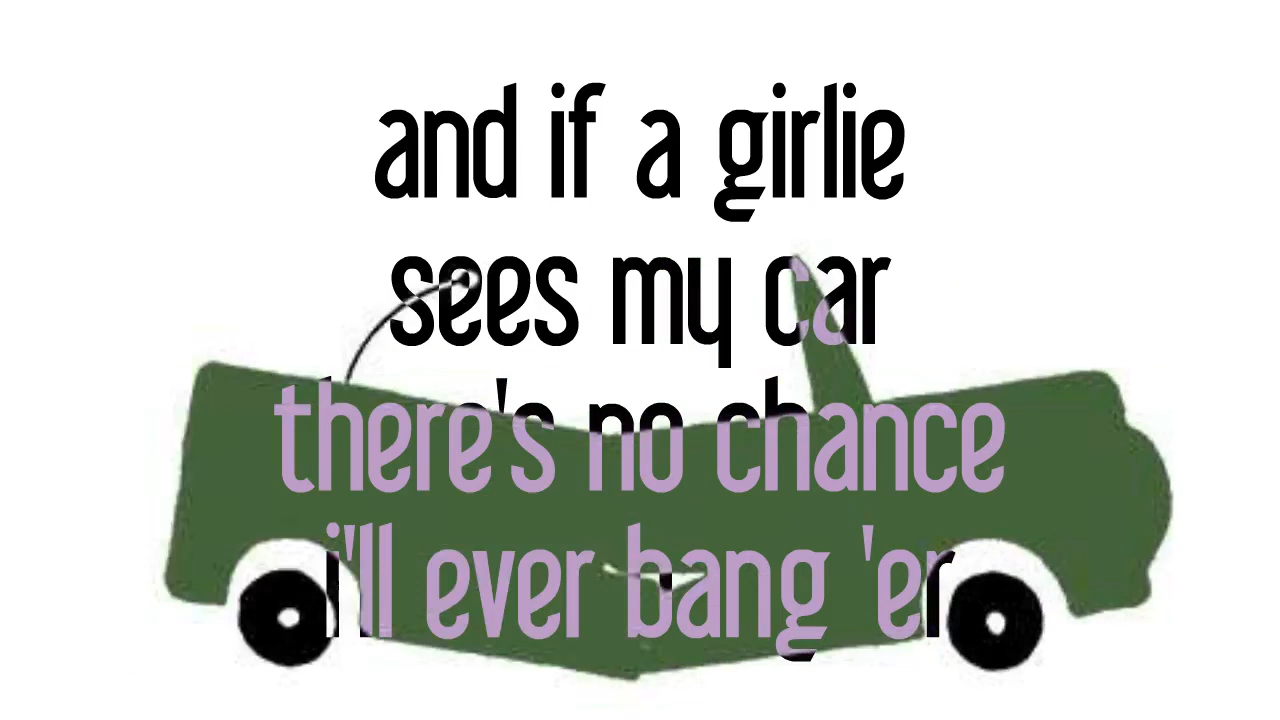 and if a girlie
sees my car
there's no chance
i'll ever bang 'er